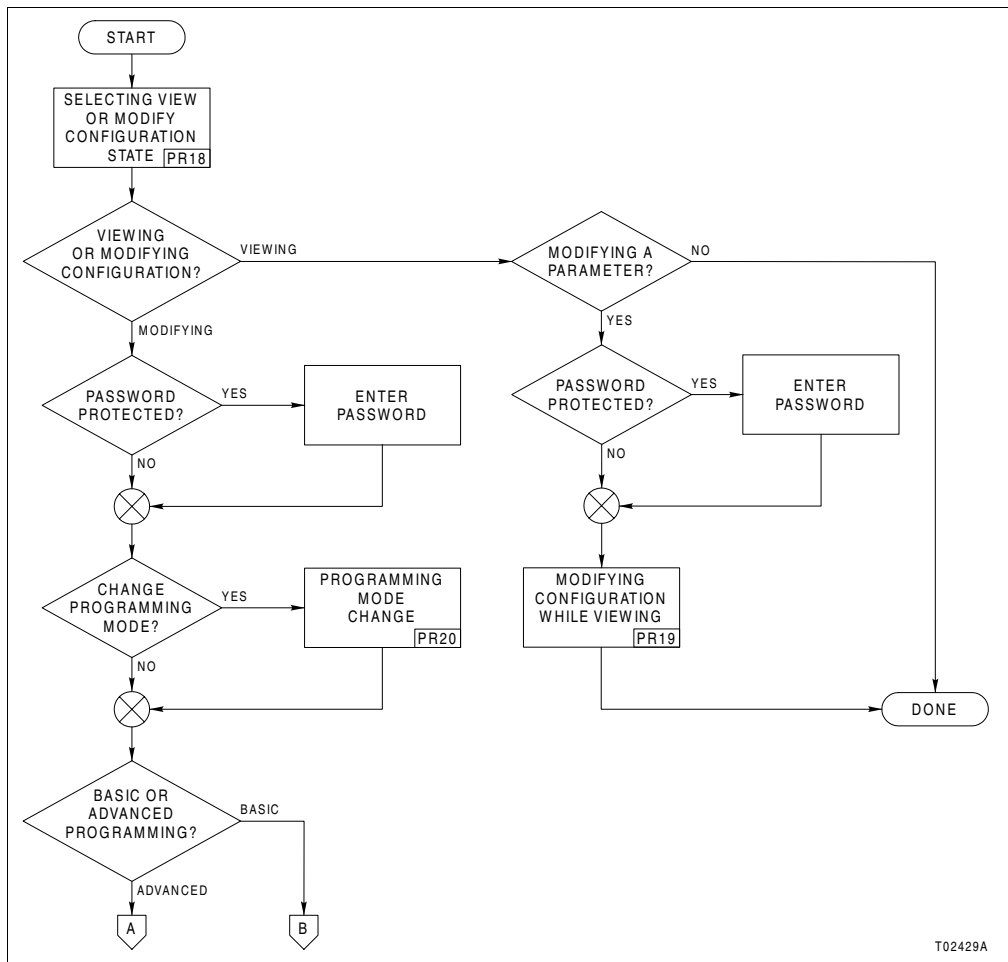 START
SELECTING VIEW
OR MODIFY
CONFIGURATION
STATE PR18
VIEWING
OR MODIFYING
CONFIGURATION?
VIEWING
MODIFYING A
PARAMETER?
NO
MODIFYING
YES
PASSWORD
PROTECTED?
YES
ENTER
PASSWORD
NO
PASSWORD
PROTECTED?
YES
ENTER
PASSWORD
NO
CHANGE
PROGRAMMING
MODE?
YES
PROGRAMMING
MODE
CHANGE
PR20
NO
MODIFYING
CONFIGURATION
WHILE VIEWING
PR19
DONE
BASIC OR
ADVANCED
PROGRAMMING?
BASIC
ADVANCED
A
B
T02429A